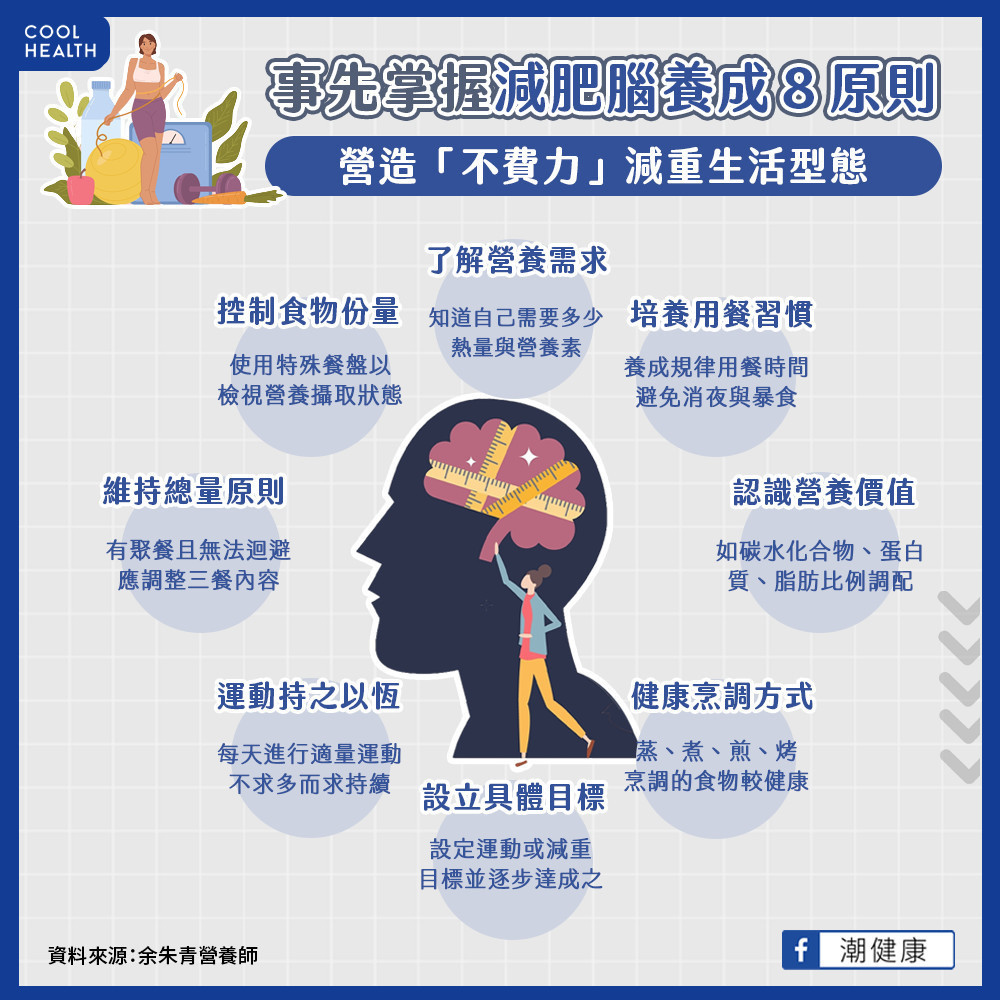 COOL
HEALTH
事先掌握減肥腦養成8原則
營造「不費力」減重生活型態
了解營養需求
知道自己需要多少
熱量與營養素
培養用餐習慣
養成規律用餐時間
避免消夜與暴食
認識營養價值
如碳水化合物、蛋白
質、脂肪比例調配
健康烹調方式
蒸、煮、煎、烤
烹調的食物較健康
設立具體目標
設定運動或減重
目標並逐步達成之
運動持之以恆
每天進行適量運動
不求多而求持續
維持總量原則
有聚餐且無法迴避
應調整三餐內容
控制食物份量
使用特殊餐盤以
檢視營養攝取狀態
資料來源:余朱青營養師
f 潮健康